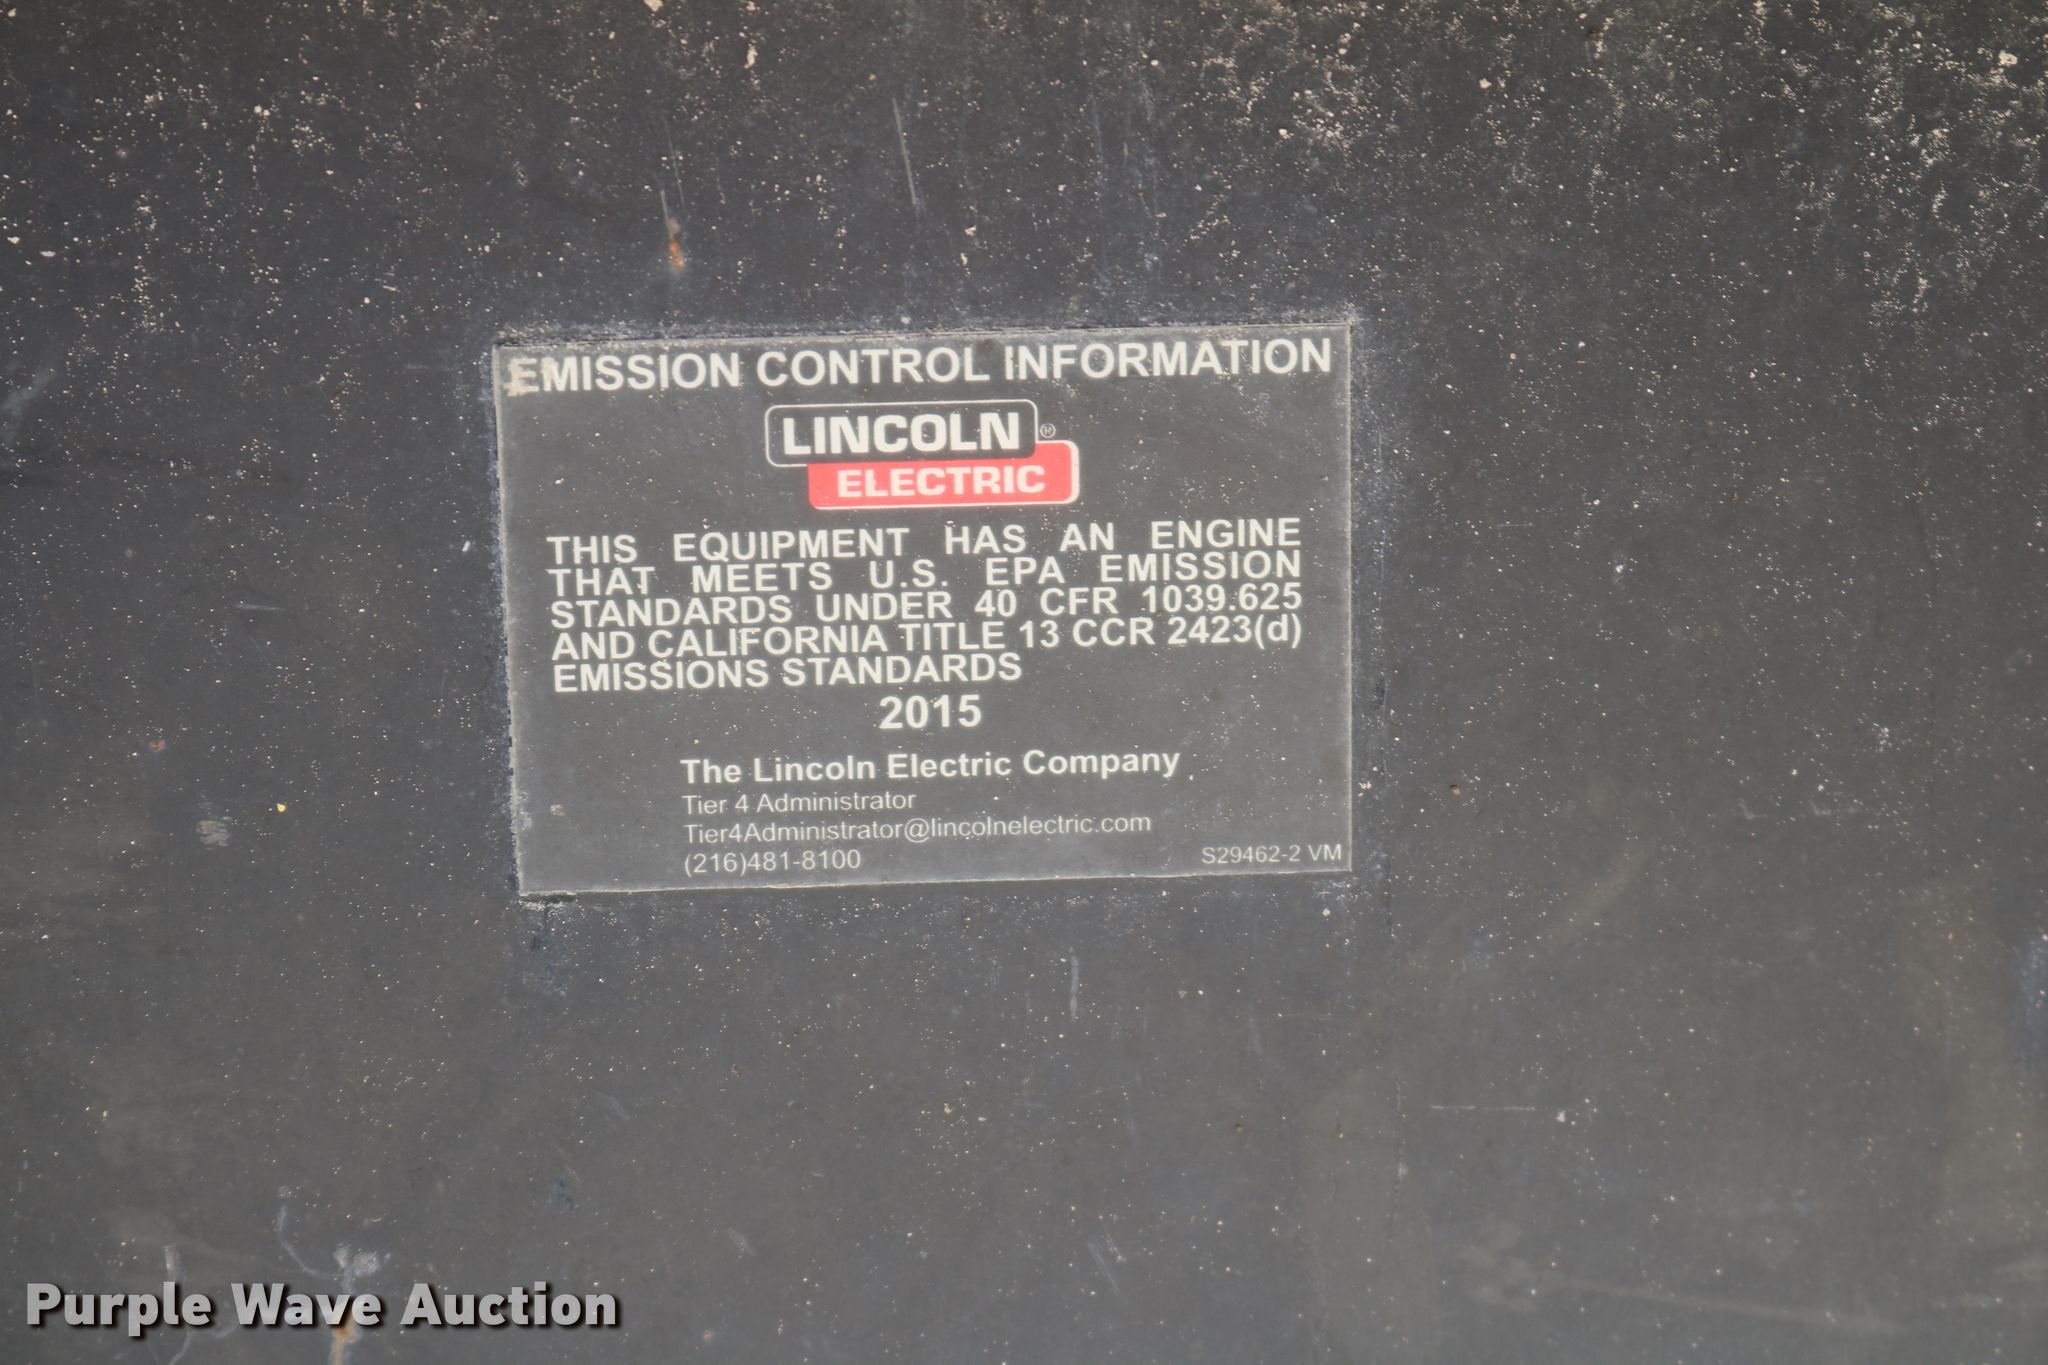 EMISSION CONTROL INFORMATION
LINCOLN®
ELECTRIC
THIS EQUIPMENT HAS AN ENGINE
THAT MEETS U.S. EPA EMISSION
STANDARDS UNDER 40 CFR 1039.625
AND CALIFORNIA TITLE 13 CCR 2423(d)
EMISSIONS STANDARDS
2015
The Lincoln Electric Company
Tier 4 Administrator
Tier4Administrator@lincolnelectric.com
(216)481-8100
S29462-2 VM
Purple Wave Auction